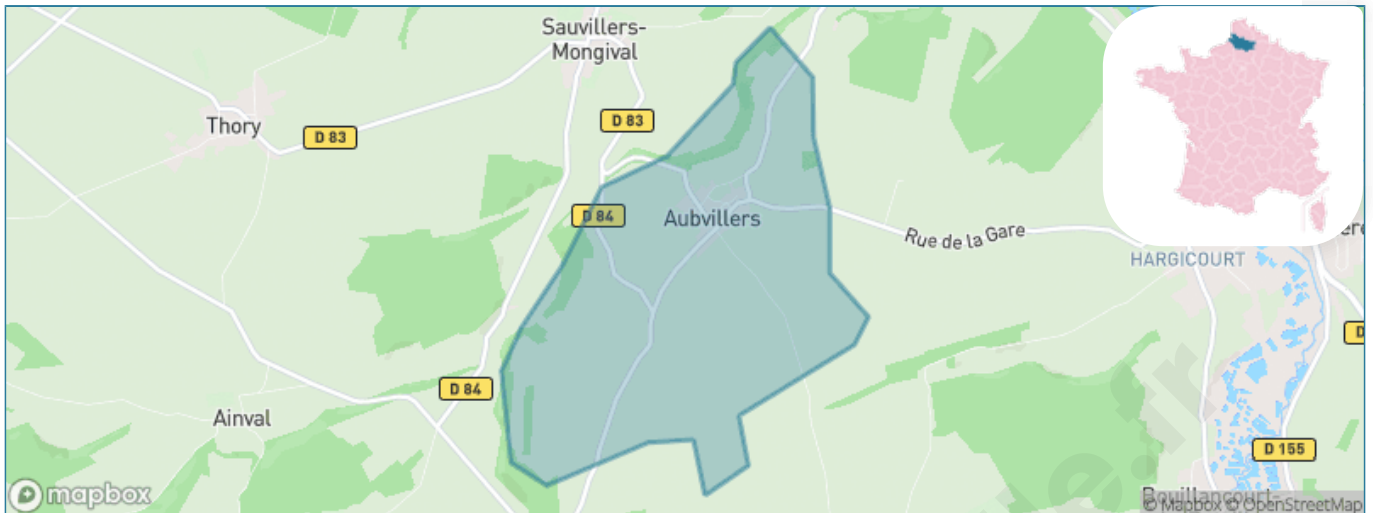 Sauvillers-
Mongival
Thory
D 83
D 83
D 84
Aubvillers
Rue de la Gare
HARGICOURT
D 84
Ainval
D 155
mapbox
© Mapbox © OpenStreetMap